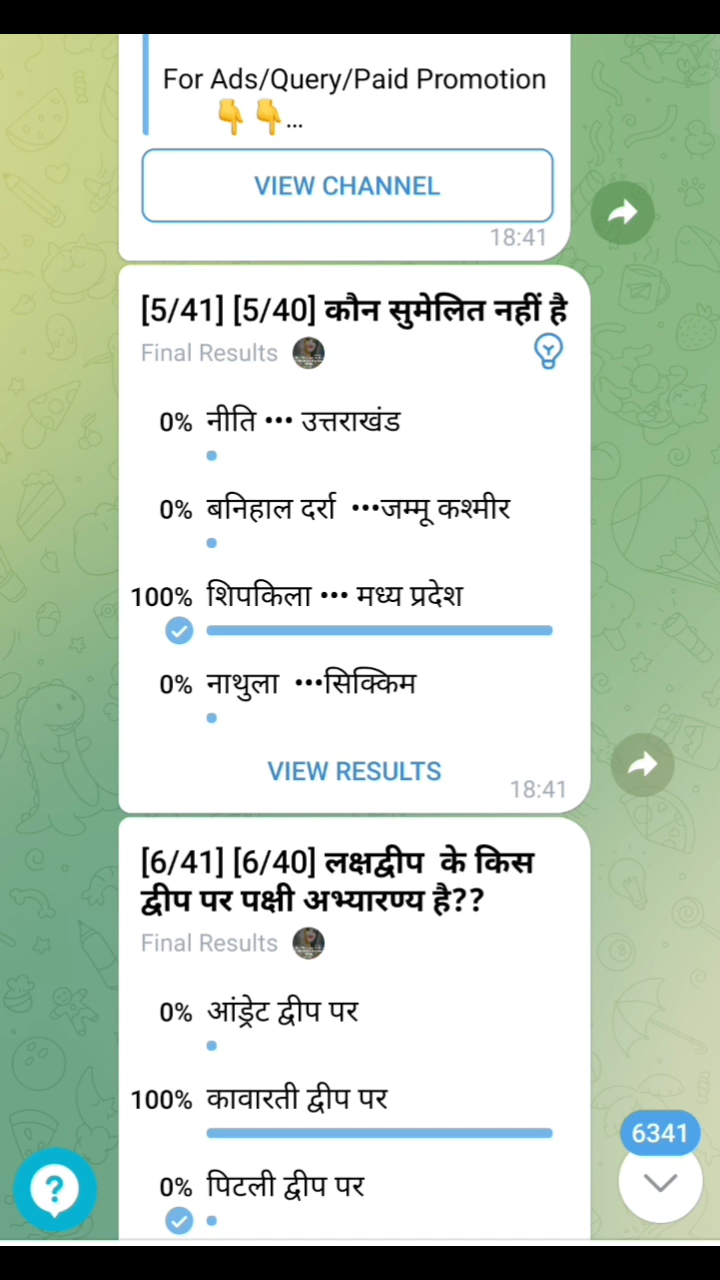 For Ads/Query/Paid Promotion
👇 👇 ...
VIEW CHANNEL
18:41
[5/41] [5/40] कौन सुमेलित नहीं है
Final Results
0% नीति ••• उत्तराखंड
0% बनिहाल दर्रा •••जम्मू कश्मीर
100% शिपकिला ••• मध्य प्रदेश
0% नाथुला •••सिक्किम
VIEW RESULTS
18:41
[6/41] [6/40] लक्षद्वीप के किस
द्वीप पर पक्षी अभ्यारण्य है??
Final Results
0% आंड्रेट द्वीप पर
100% कावारती द्वीप पर
6341
0% पिटली द्वीप पर
?